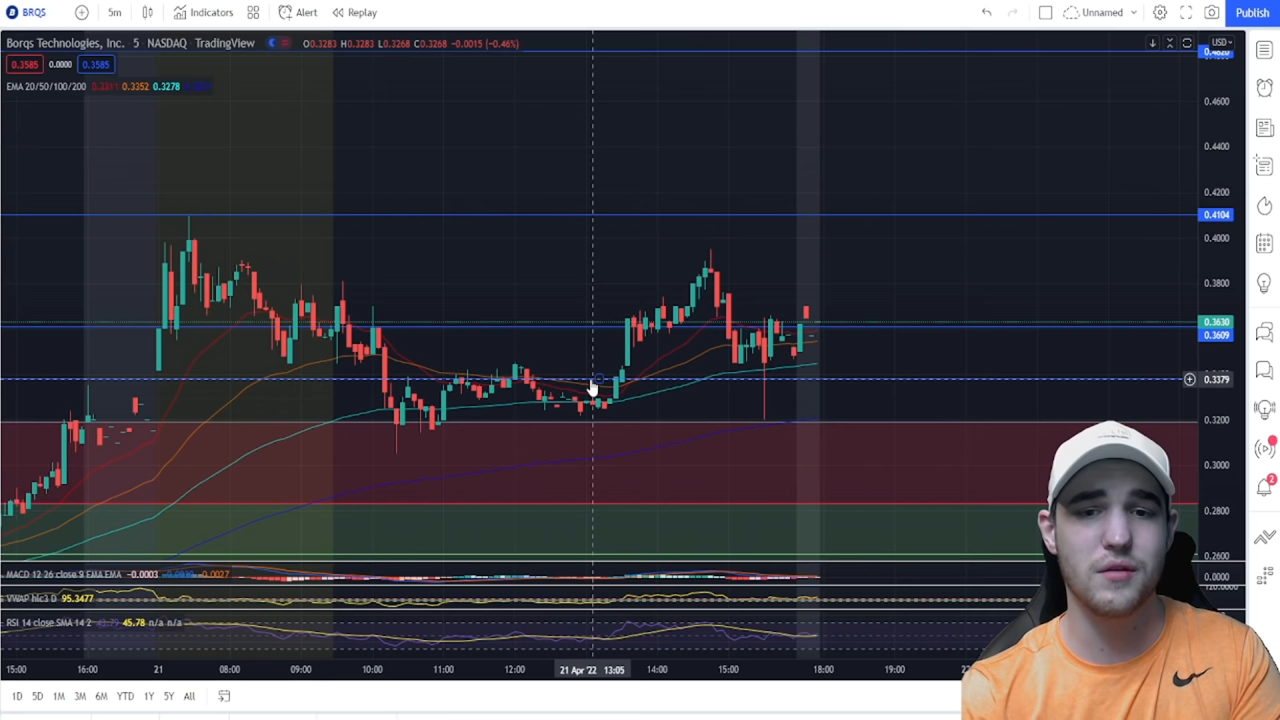 BRQS 5m Indicators Alert Replay Unnamed Publish
Borqs Technologies, Inc. · 5 · NASDAQ · TradingView O0.3283 H0.3283 L0.3268 C0.3268 -0.0015 (-0.46%) USD
0.3585 0.0000 0.3585
EMA 20/50/100/200 0.3352 0.3278
0.4600
0.4400
0.4200
0.4104
0.4000
0.3800
0.3630
0.3609
0.3379
0.3200
0.3000
0.2800
0.2600
MACD 12 26 close 9 EMA EMA -0.0003 -0.0027 0.0000
VWAP hlc3 D 95.3477
RSI 14 close SMA 14 2 45.78 n/a n/a
15:00 16:00 21 08:00 09:00 10:00 11:00 12:00 21 Apr '22 13:05 14:00 15:00 18:00 19:00
1D 5D 1M 3M 6M YTD 1Y 5Y All
2